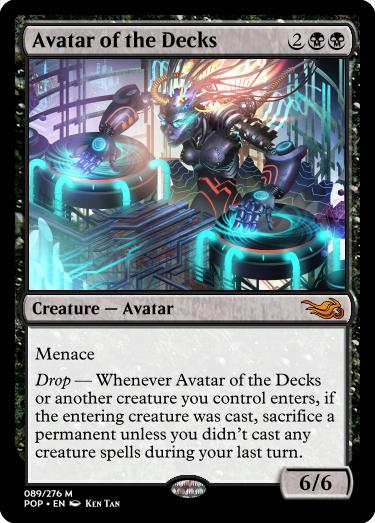 Avatar of the Decks 2
Creature — Avatar
Menace
Drop — Whenever Avatar of the Decks
or another creature you control enters, if
the entering creature was cast, sacrifice a
permanent unless you didn't cast any
creature spells during your last turn.
6/6
089/276 M
POP • EN Ken Tan